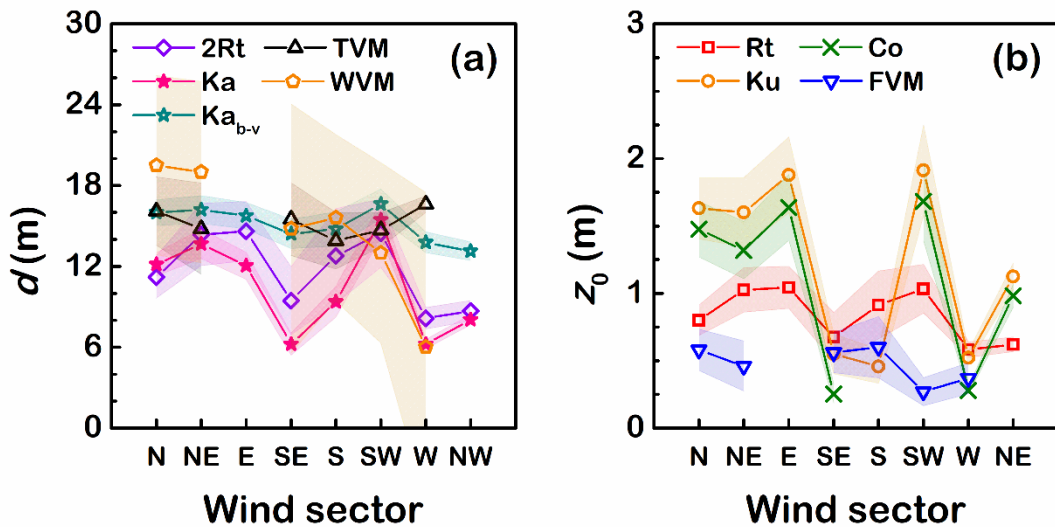 30
24
18
12
6
0
d (m)
2Rt
Ka
Ka_b-v
TVM
WVM
(a)
N NE E SE S SW W NW
Wind sector
3
2
1
0
z_0 (m)
Rt
Ku
Co
FVM
(b)
N NE E SE S SW W NE
Wind sector